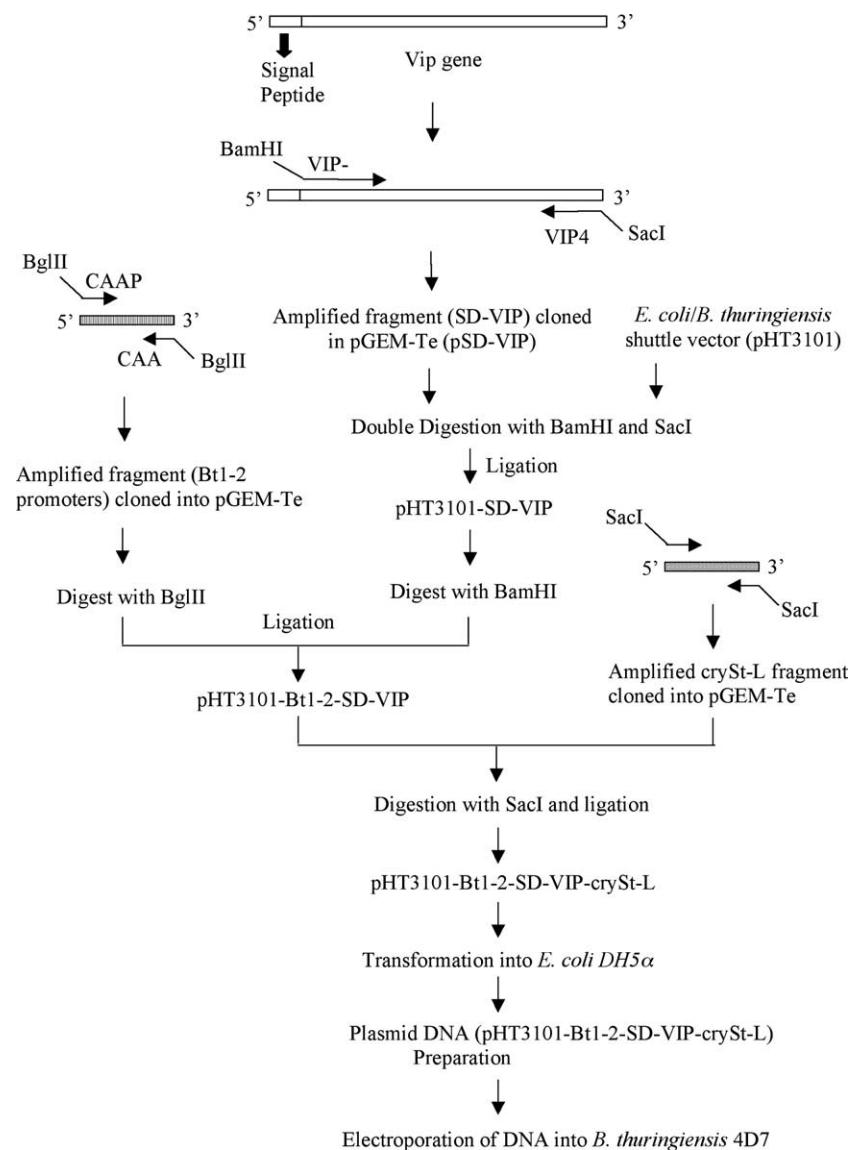 5' 3'
Signal
Peptide
Vip gene
BamHI
VIP-
5' 3'
VIP4
SacI
BglII
CAAP
5' 3'
CAA
BglII
Amplified fragment (SD-VIP) cloned
in pGEM-Te (pSD-VIP)
E. coli/B. thuringiensis
shuttle vector (pHT3101)
Double Digestion with BamHI and SacI
Ligation
Amplified fragment (Bt1-2
promoters) cloned into pGEM-Te
pHT3101-SD-VIP
SacI
5' 3'
SacI
Digest with BglII
Digest with BamHI
Ligation
Amplified crySt-L fragment
cloned into pGEM-Te
pHT3101-Bt1-2-SD-VIP
Digestion with SacI and ligation
pHT3101-Bt1-2-SD-VIP-crySt-L
Transformation into E. coli DH5α
Plasmid DNA (pHT3101-Bt1-2-SD-VIP-crySt-L)
Preparation
Electroporation of DNA into B. thuringiensis 4D7